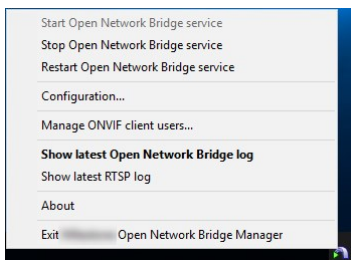 Start Open Network Bridge service
Stop Open Network Bridge service
Restart Open Network Bridge service
Configuration...
Manage ONVIF client users...
Show latest Open Network Bridge log
Show latest RTSP log
About
Exit Open Network Bridge Manager